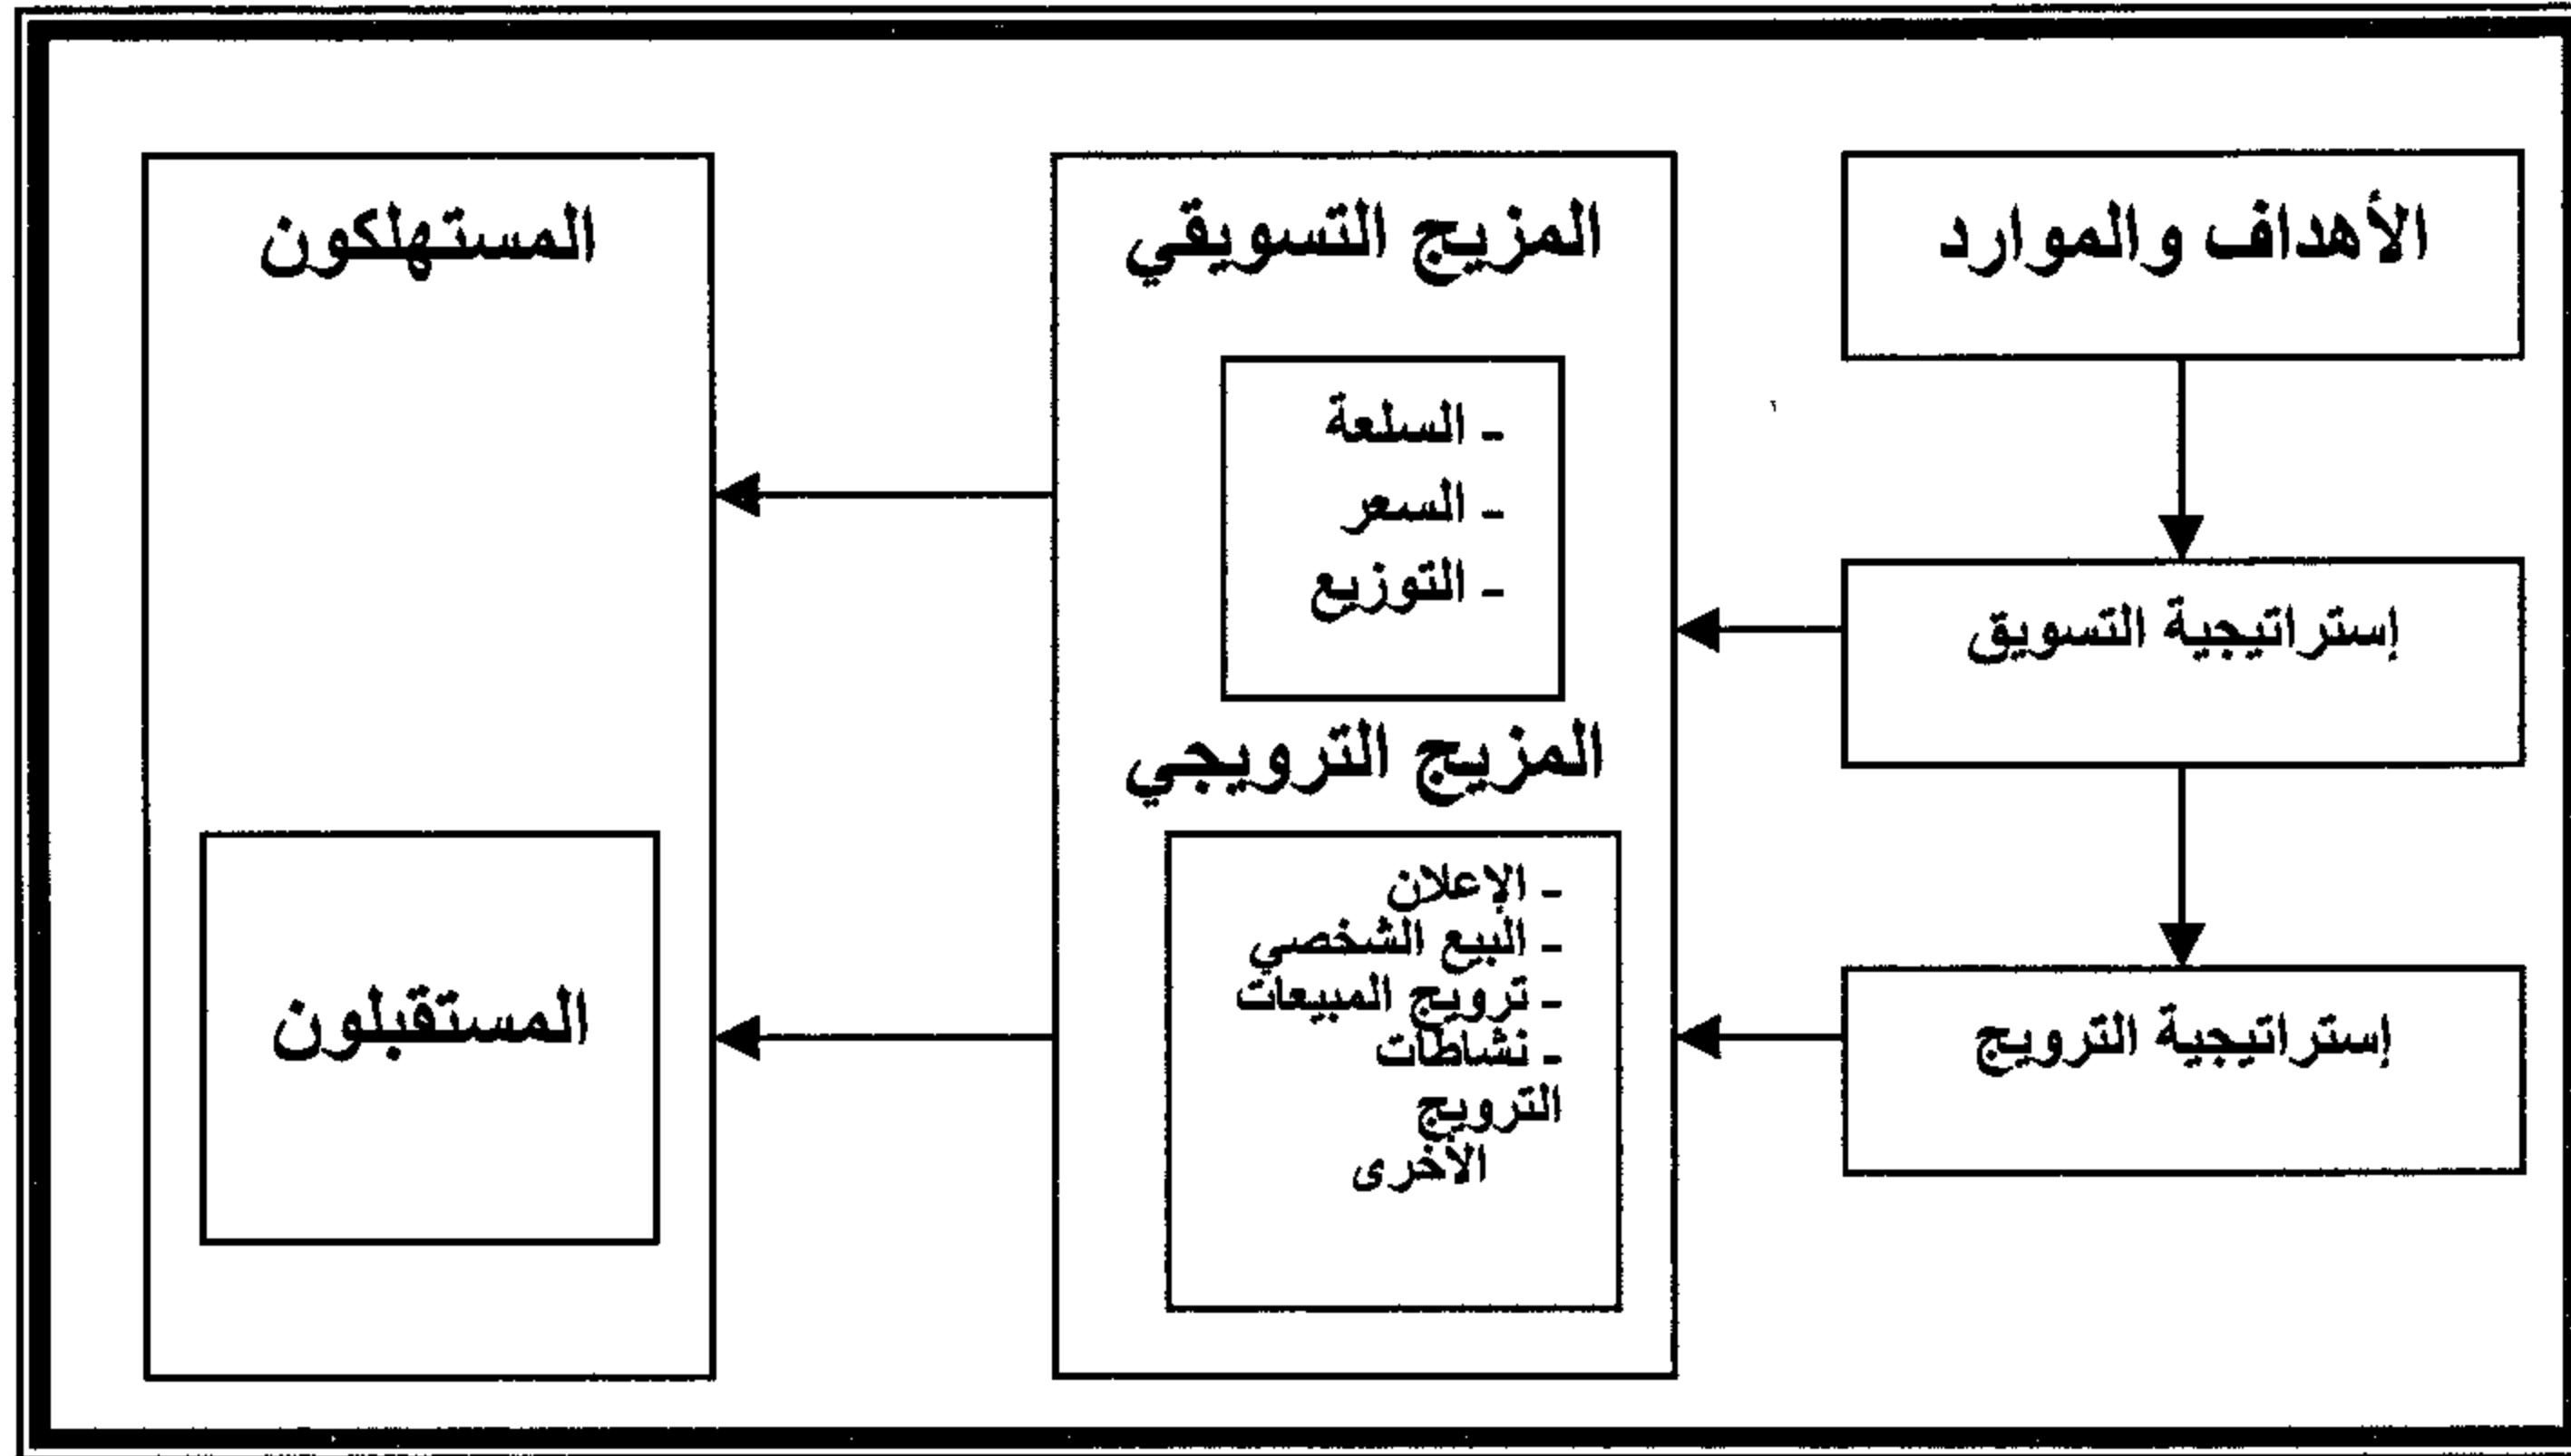 الأهداف والموارد
إستراتيجية التسويق
إستراتيجية الترويج
المزيج التسويقي
- السلعة
- السعر
- التوزيع
المزيج الترويجي
- الإعلان
- البيع الشخصي
- ترويج المبيعات
- نشاطات
الترويج
الأخرى
المستهلكون
المستقبلون